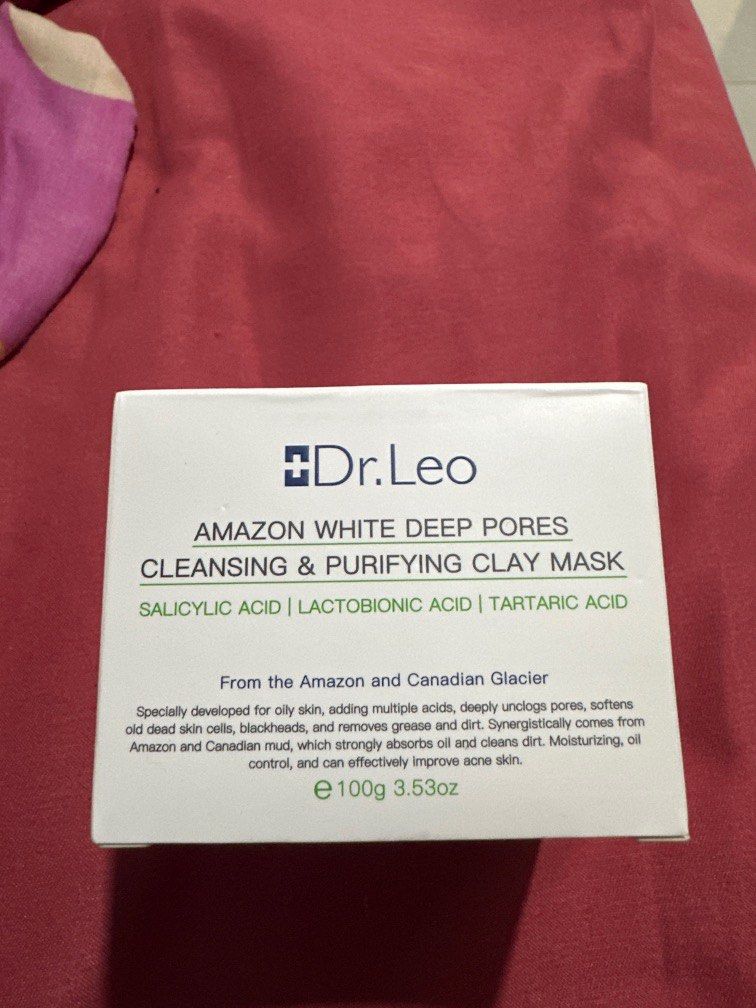 Dr.Leo
AMAZON WHITE DEEP PORES
CLEANSING & PURIFYING CLAY MASK
SALICYLIC ACID | LACTOBIONIC ACID | TARTARIC ACID
From the Amazon and Canadian Glacier
Specially developed for oily skin, adding multiple acids, deeply unclogs pores, softens
old dead skin cells, blackheads, and removes grease and dirt. Synergistically comes from
Amazon and Canadian mud, which strongly absorbs oil and cleans dirt. Moisturizing, oil
control, and can effectively improve acne skin.
e 100g 3.53oz